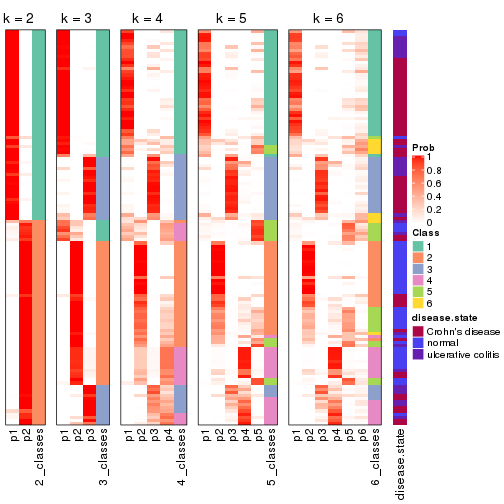 k = 2 k = 3 k = 4 k = 5 k = 6
Prob
1
0.8
0.6
0.4
0.2
0
Class
1
2
3
4
5
6
disease.state
Crohn's disease
normal
ulcerative colitis
p1 p2 2_classes p1 p2 p3 3_classes p1 p2 p3 p4 4_classes p1 p2 p3 p4 p5 5_classes p1 p2 p3 p4 p5 p6 6_classes disease.state